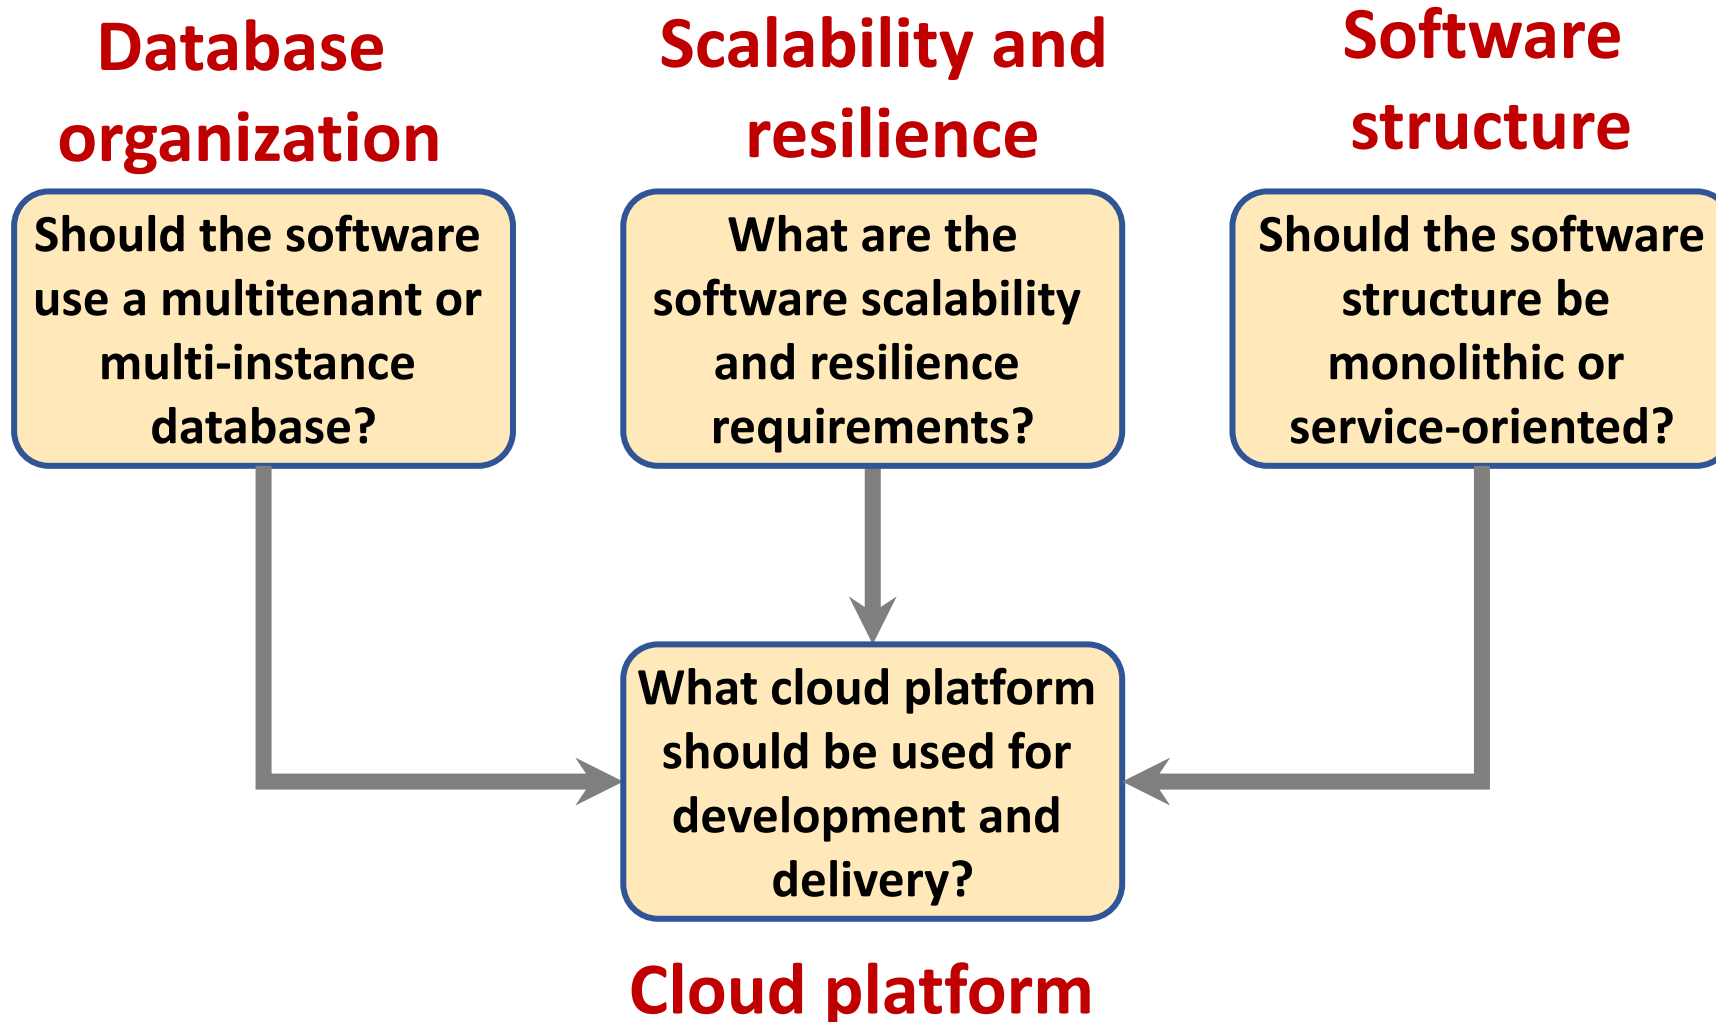 Database
organization
Should the software
use a multitenant or
multi-instance
database?
Scalability and
resilience
What are the
software scalability
and resilience
requirements?
Software
structure
Should the software
structure be
monolithic or
service-oriented?
What cloud platform
should be used for
development and
delivery?
Cloud platform